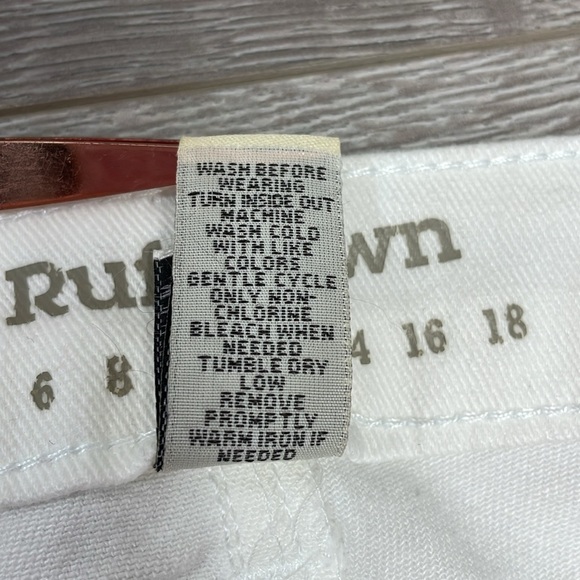 WASH BEFORE
WEARING
TURN INSIDE OUT
MACHINE
WASH COLD
WITH LIKE
COLORS
GENTLE CYCLE
ONLY NON-
CHLORINE
BLEACH WHEN
NEEDED
TUMBLE DRY
LOW
REMOVE
PROMPTLY
WARM IRON IF
NEEDED
Ruf wn
6 8 4 16 18